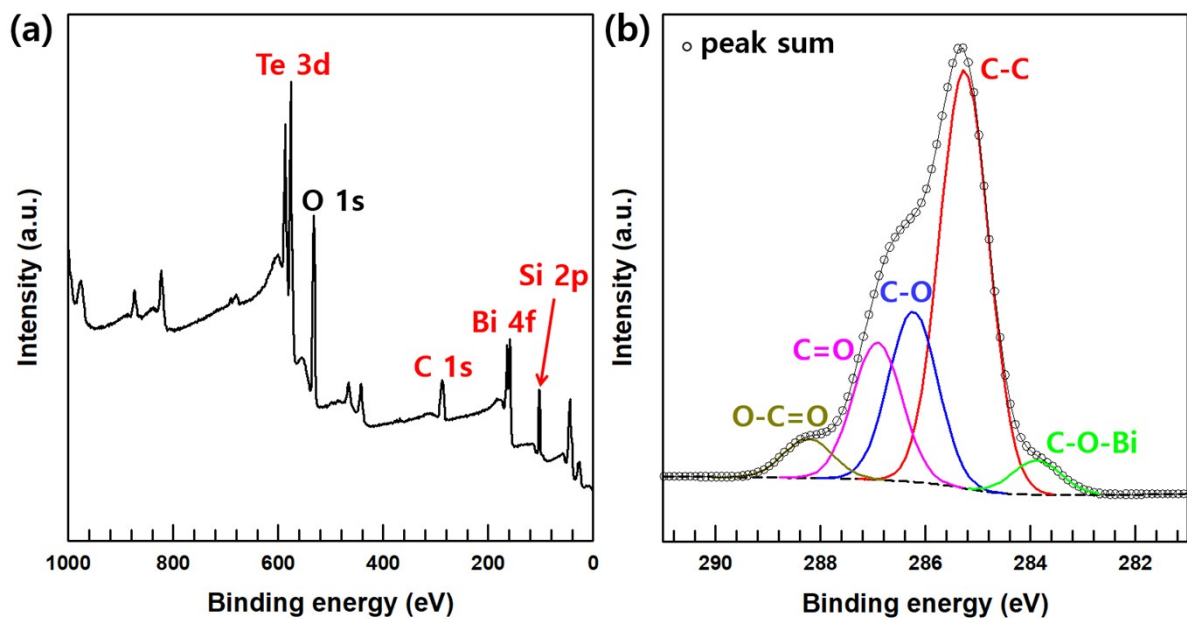 (a)
Te 3d
O 1s
Si 2p
Bi 4f
C 1s
Intensity (a.u.)
1000 800 600 400 200 0
Binding energy (eV)
(b)
peak sum
C-C
C-O
C=O
O-C=O
C-O-Bi
Intensity (a.u.)
290 288 286 284 282
Binding energy (eV)